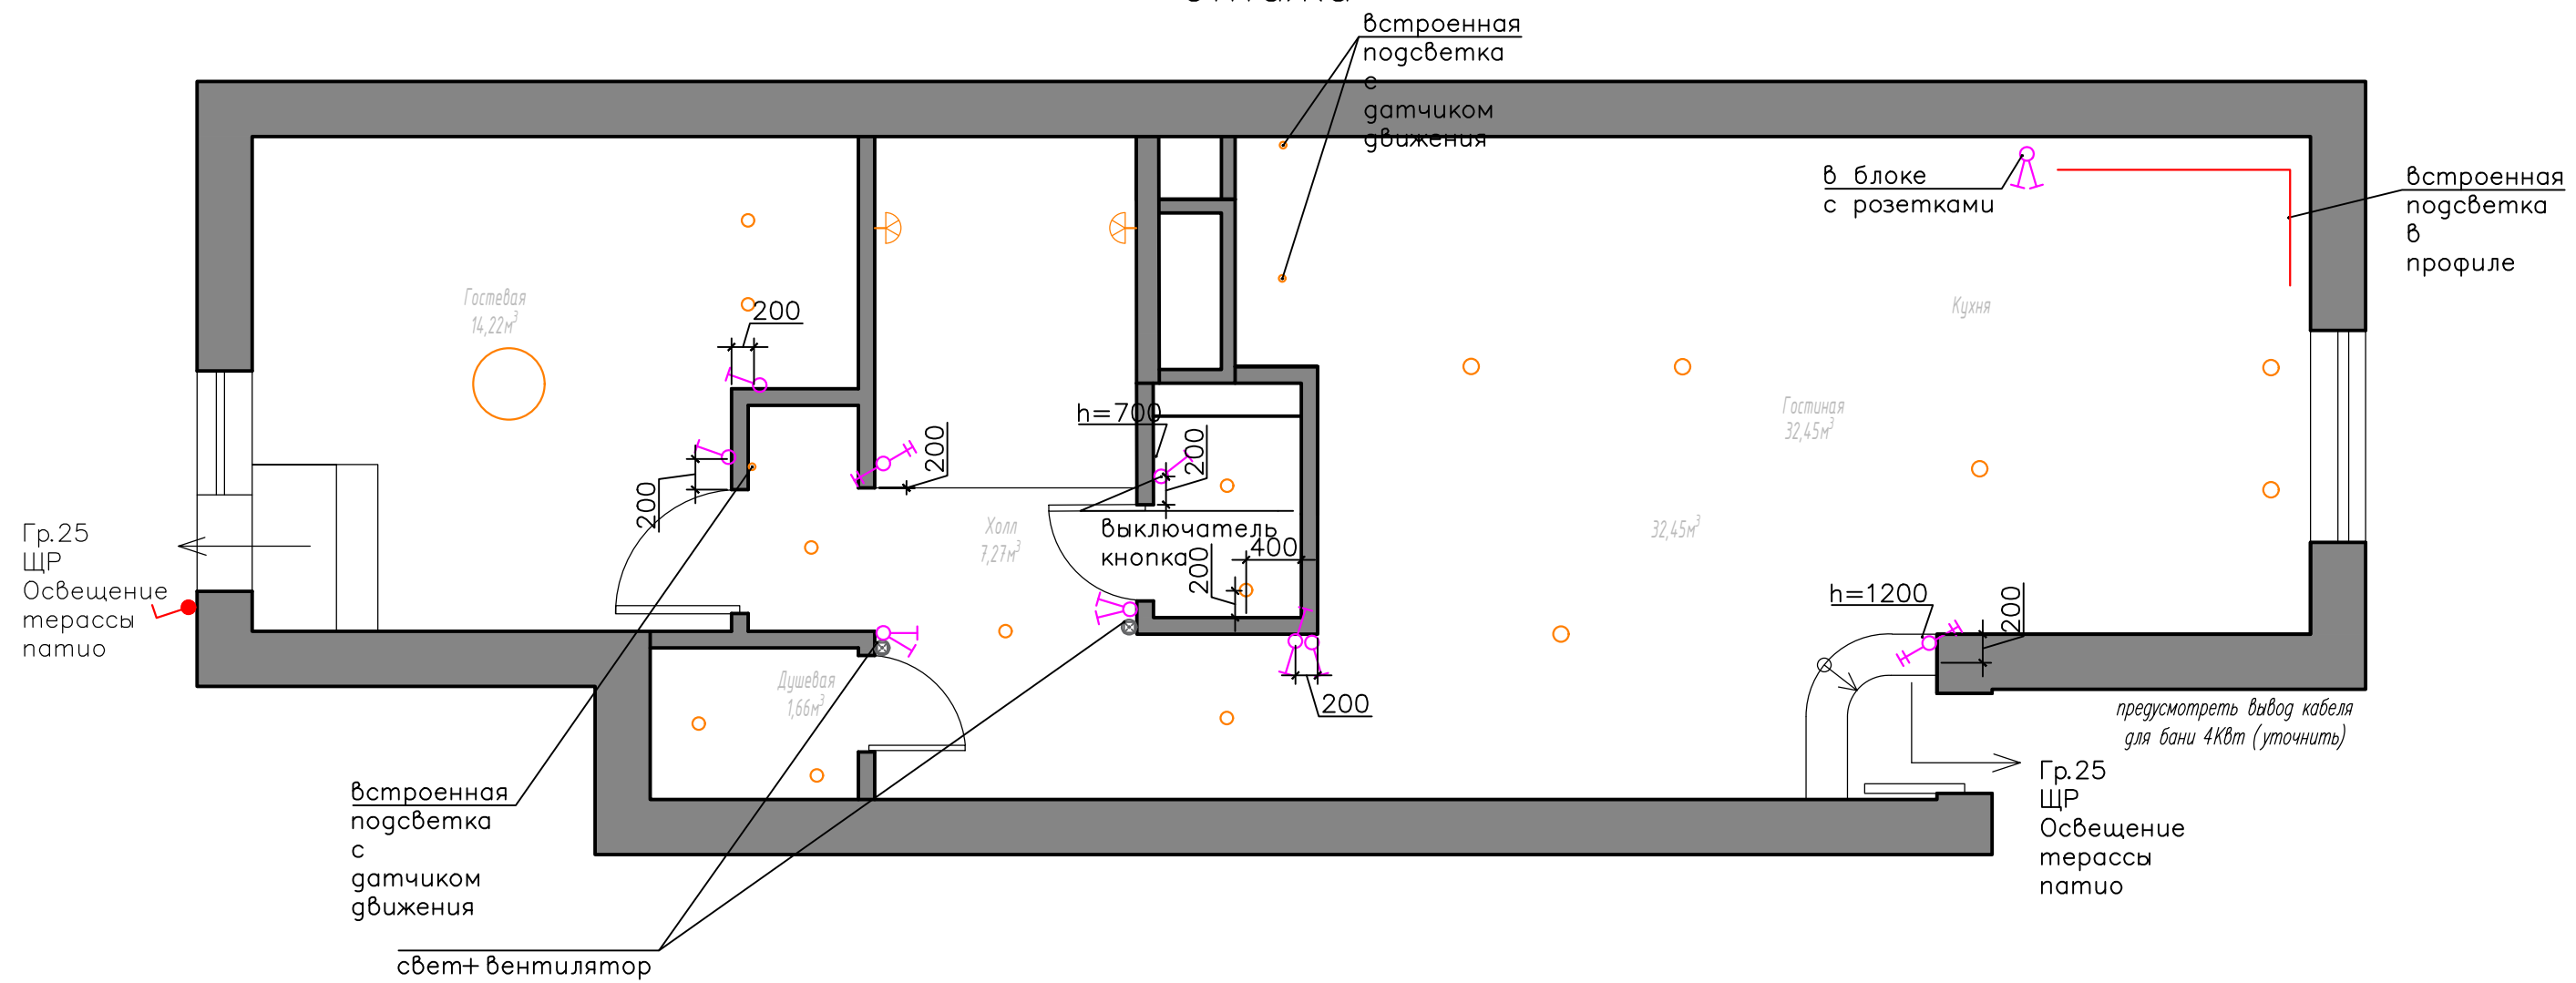 встроенная
подсветка
с
датчиком
движения
в блоке
с розетками
встроенная
подсветка
в
профиле
Гостевая
14,22м³
200
Кухня
Гостиная
32,45м³
h=700
200
200
200
Холл
7,27м³
выключатель
кнопка
200
400
32,45м³
Гр.25
ЩР
Освещение
терассы
патио
h=1200
200
Душевая
1,66м³
200
предусмотреть вывод кабеля
для бани 4Квт (уточнить)
Гр.25
ЩР
Освещение
терассы
патио
встроенная
подсветка
с
датчиком
движения
свет+вентилятор